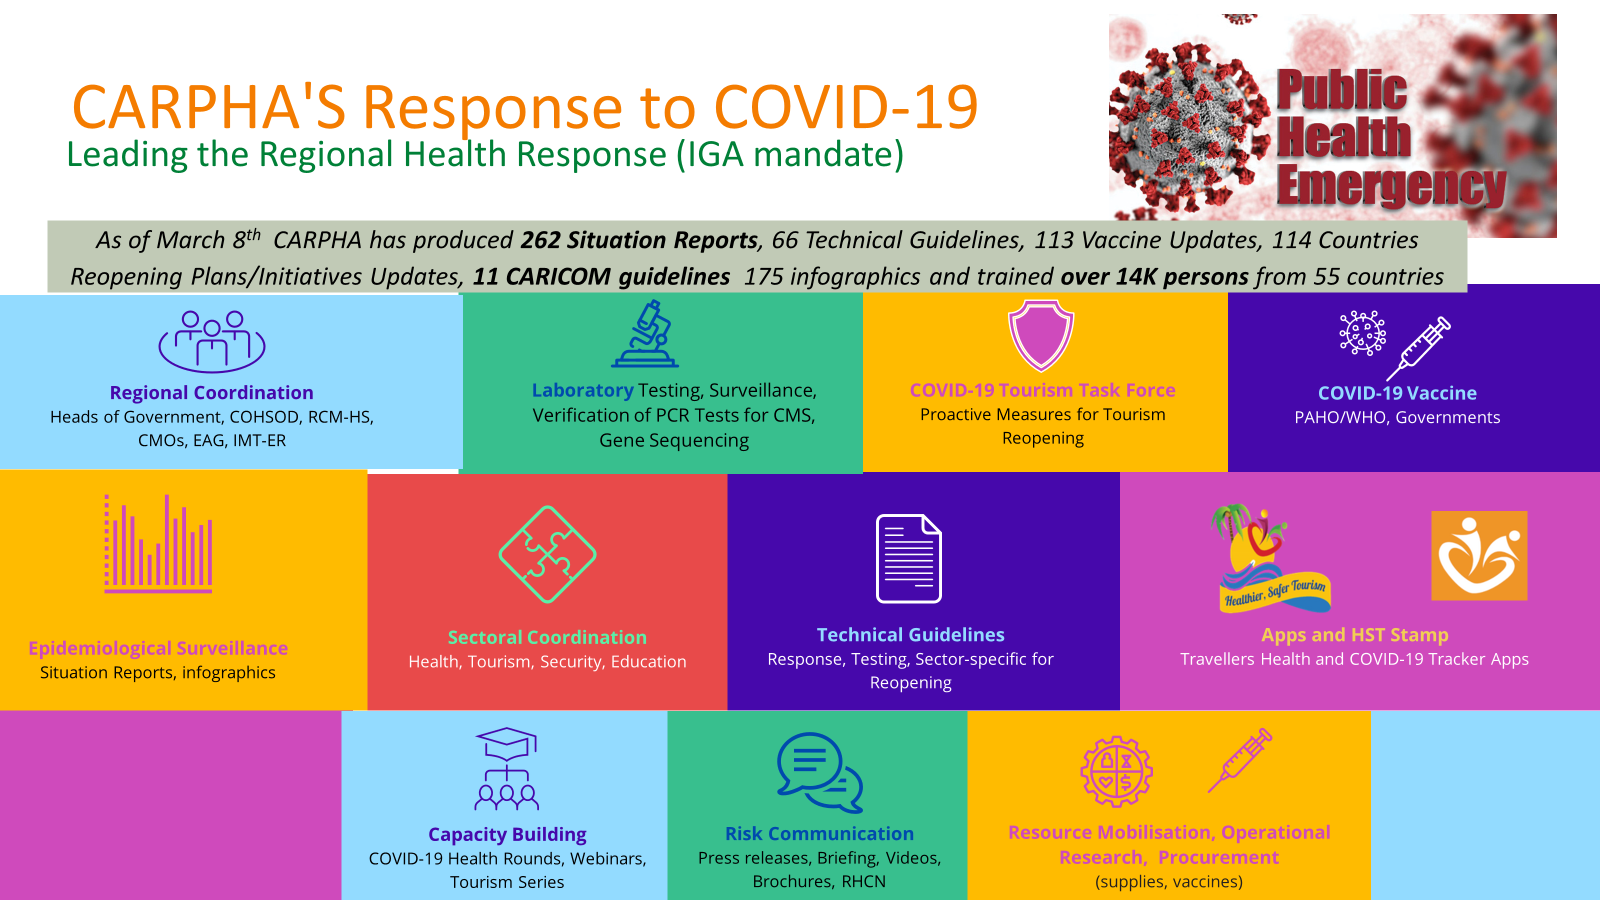 CARPHA'S Response to COVID-19
Leading the Regional Health Response (IGA mandate)
Public
Health
Emergency
As of March 8th CARPHA has produced 262 Situation Reports, 66 Technical Guidelines, 113 Vaccine Updates, 114 Countries
Reopening Plans/Initiatives Updates, 11 CARICOM guidelines 175 infographics and trained over 14K persons from 55 countries
Regional Coordination
Heads of Government, COHSOD, RCM-HS,
CMOs, EAG, IMT-ER
Laboratory Testing, Surveillance,
Verification of PCR Tests for CMS,
Gene Sequencing
COVID-19 Tourism Task Force
Proactive Measures for Tourism
Reopening
COVID-19 Vaccine
PAHO/WHO, Governments
Epidemiological Surveillance
Situation Reports, infographics
Sectoral Coordination
Health, Tourism, Security, Education
Technical Guidelines
Response, Testing, Sector-specific for
Reopening
Healthier, Safer Tourism
Apps and HST Stamp
Travellers Health and COVID-19 Tracker Apps
Capacity Building
COVID-19 Health Rounds, Webinars,
Tourism Series
Risk Communication
Press releases, Briefing, Videos,
Brochures, RHCN
Resource Mobilisation, Operational
Research, Procurement
(supplies, vaccines)